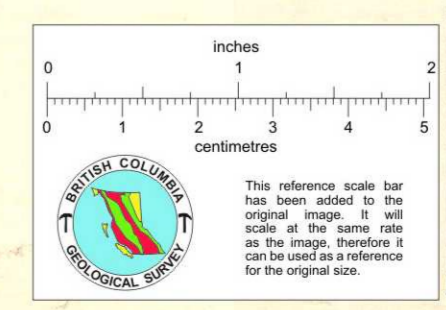 inches
0 1 2
0 1 2 3 4 5
centimetres
BRITISH COLUMBIA
GEOLOGICAL SURVEY
This reference scale bar
has been added to the
original image. It will
scale at the same rate
as the image, therefore it
can be used as a reference
for the original size.